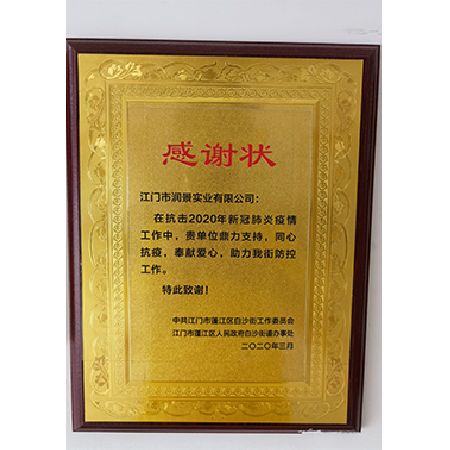 感谢状
江门市润景实业有限公司：
在抗击2020年新冠肺炎疫情
工作中，贵单位鼎力支持，同心
抗疫，奉献爱心，助力我街防控
工作。
特此致谢！
中共江门市蓬江区白沙街工作委员会
江门市蓬江区人民政府白沙街道办事处
二〇二〇年三月